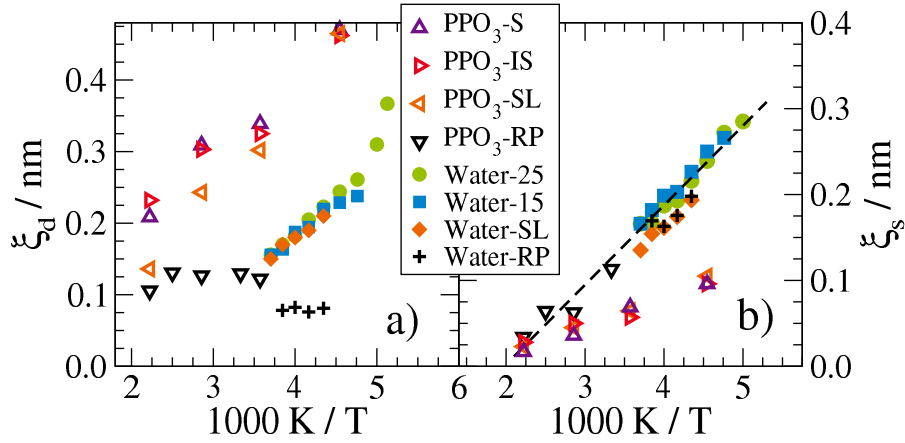 ξd / nm
0.4
0.3
0.2
0.1
0.0
2 3 4 5 6
1000 K / T
a)
PPO3-S
PPO3-IS
PPO3-SL
PPO3-RP
Water-25
Water-15
Water-SL
Water-RP
b)
2 3 4 5
1000 K / T
0.4
0.3
0.2
0.1
0.0
ξs / nm